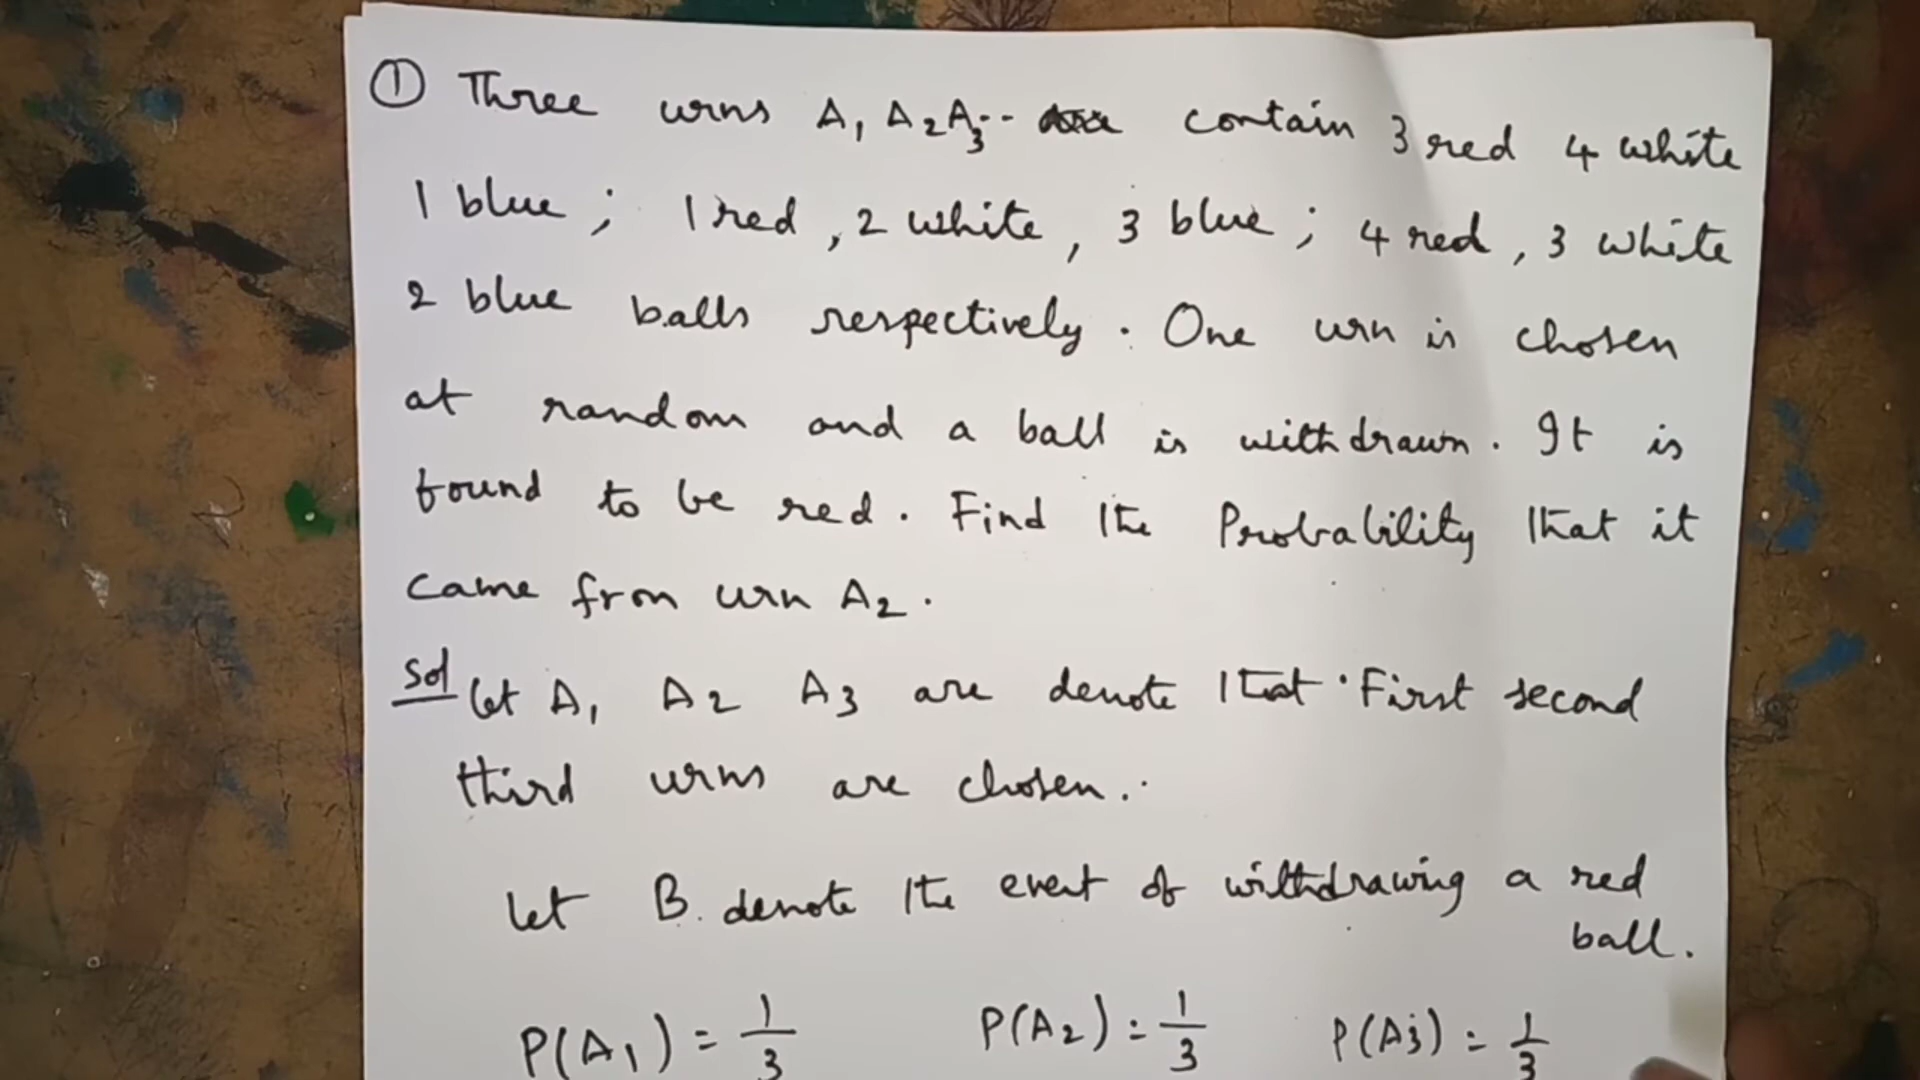 ① Three urns A₁ A₂ A₃ -- contain 3 red 4 white
1 blue ; 1 red , 2 white , 3 blue ; 4 red , 3 white
2 blue balls respectively . One urn is chosen
at random and a ball is withdrawn . It is
found to be red . Find the Probability that it
came from urn A₂ .
Sol let A₁ A₂ A₃ are denote that First second
third urns are chosen .
let B denote the event of withdrawing a red
ball .
P(A₁) = 1/3 P(A₂) = 1/3 P(A₃) = 1/3